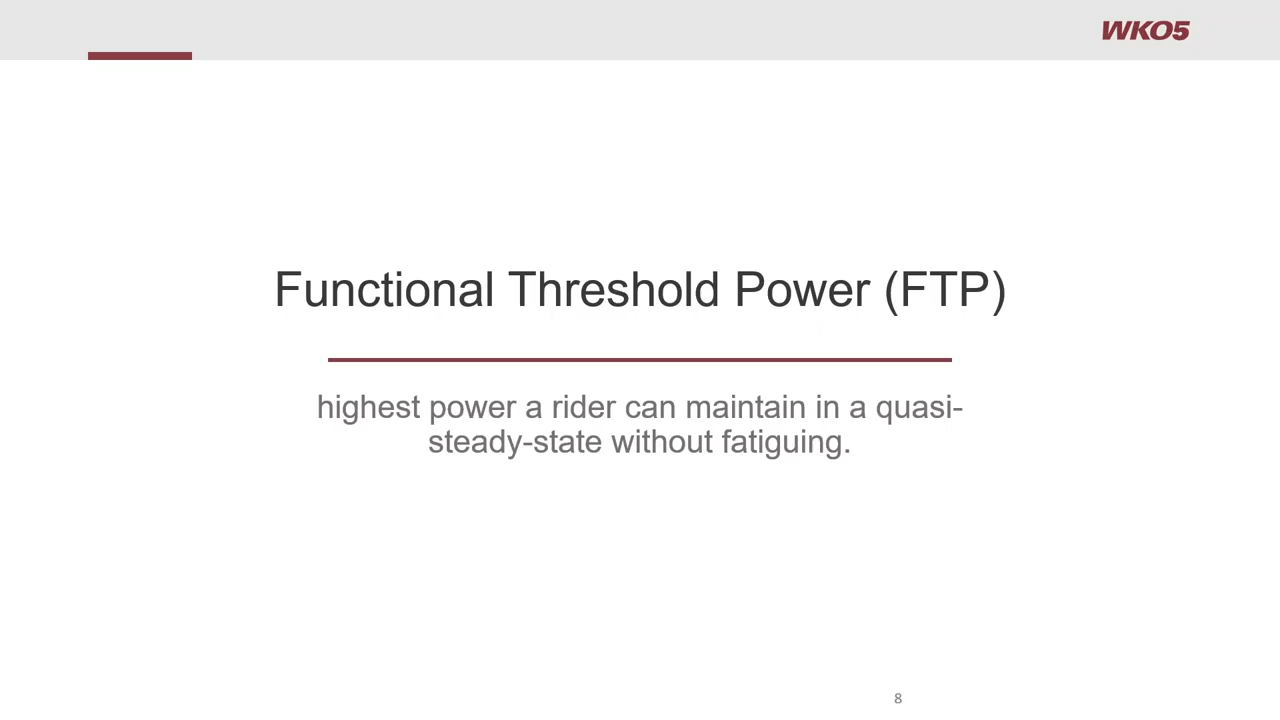 WKO5
Functional Threshold Power (FTP)
highest power a rider can maintain in a quasi-
steady-state without fatiguing.
8